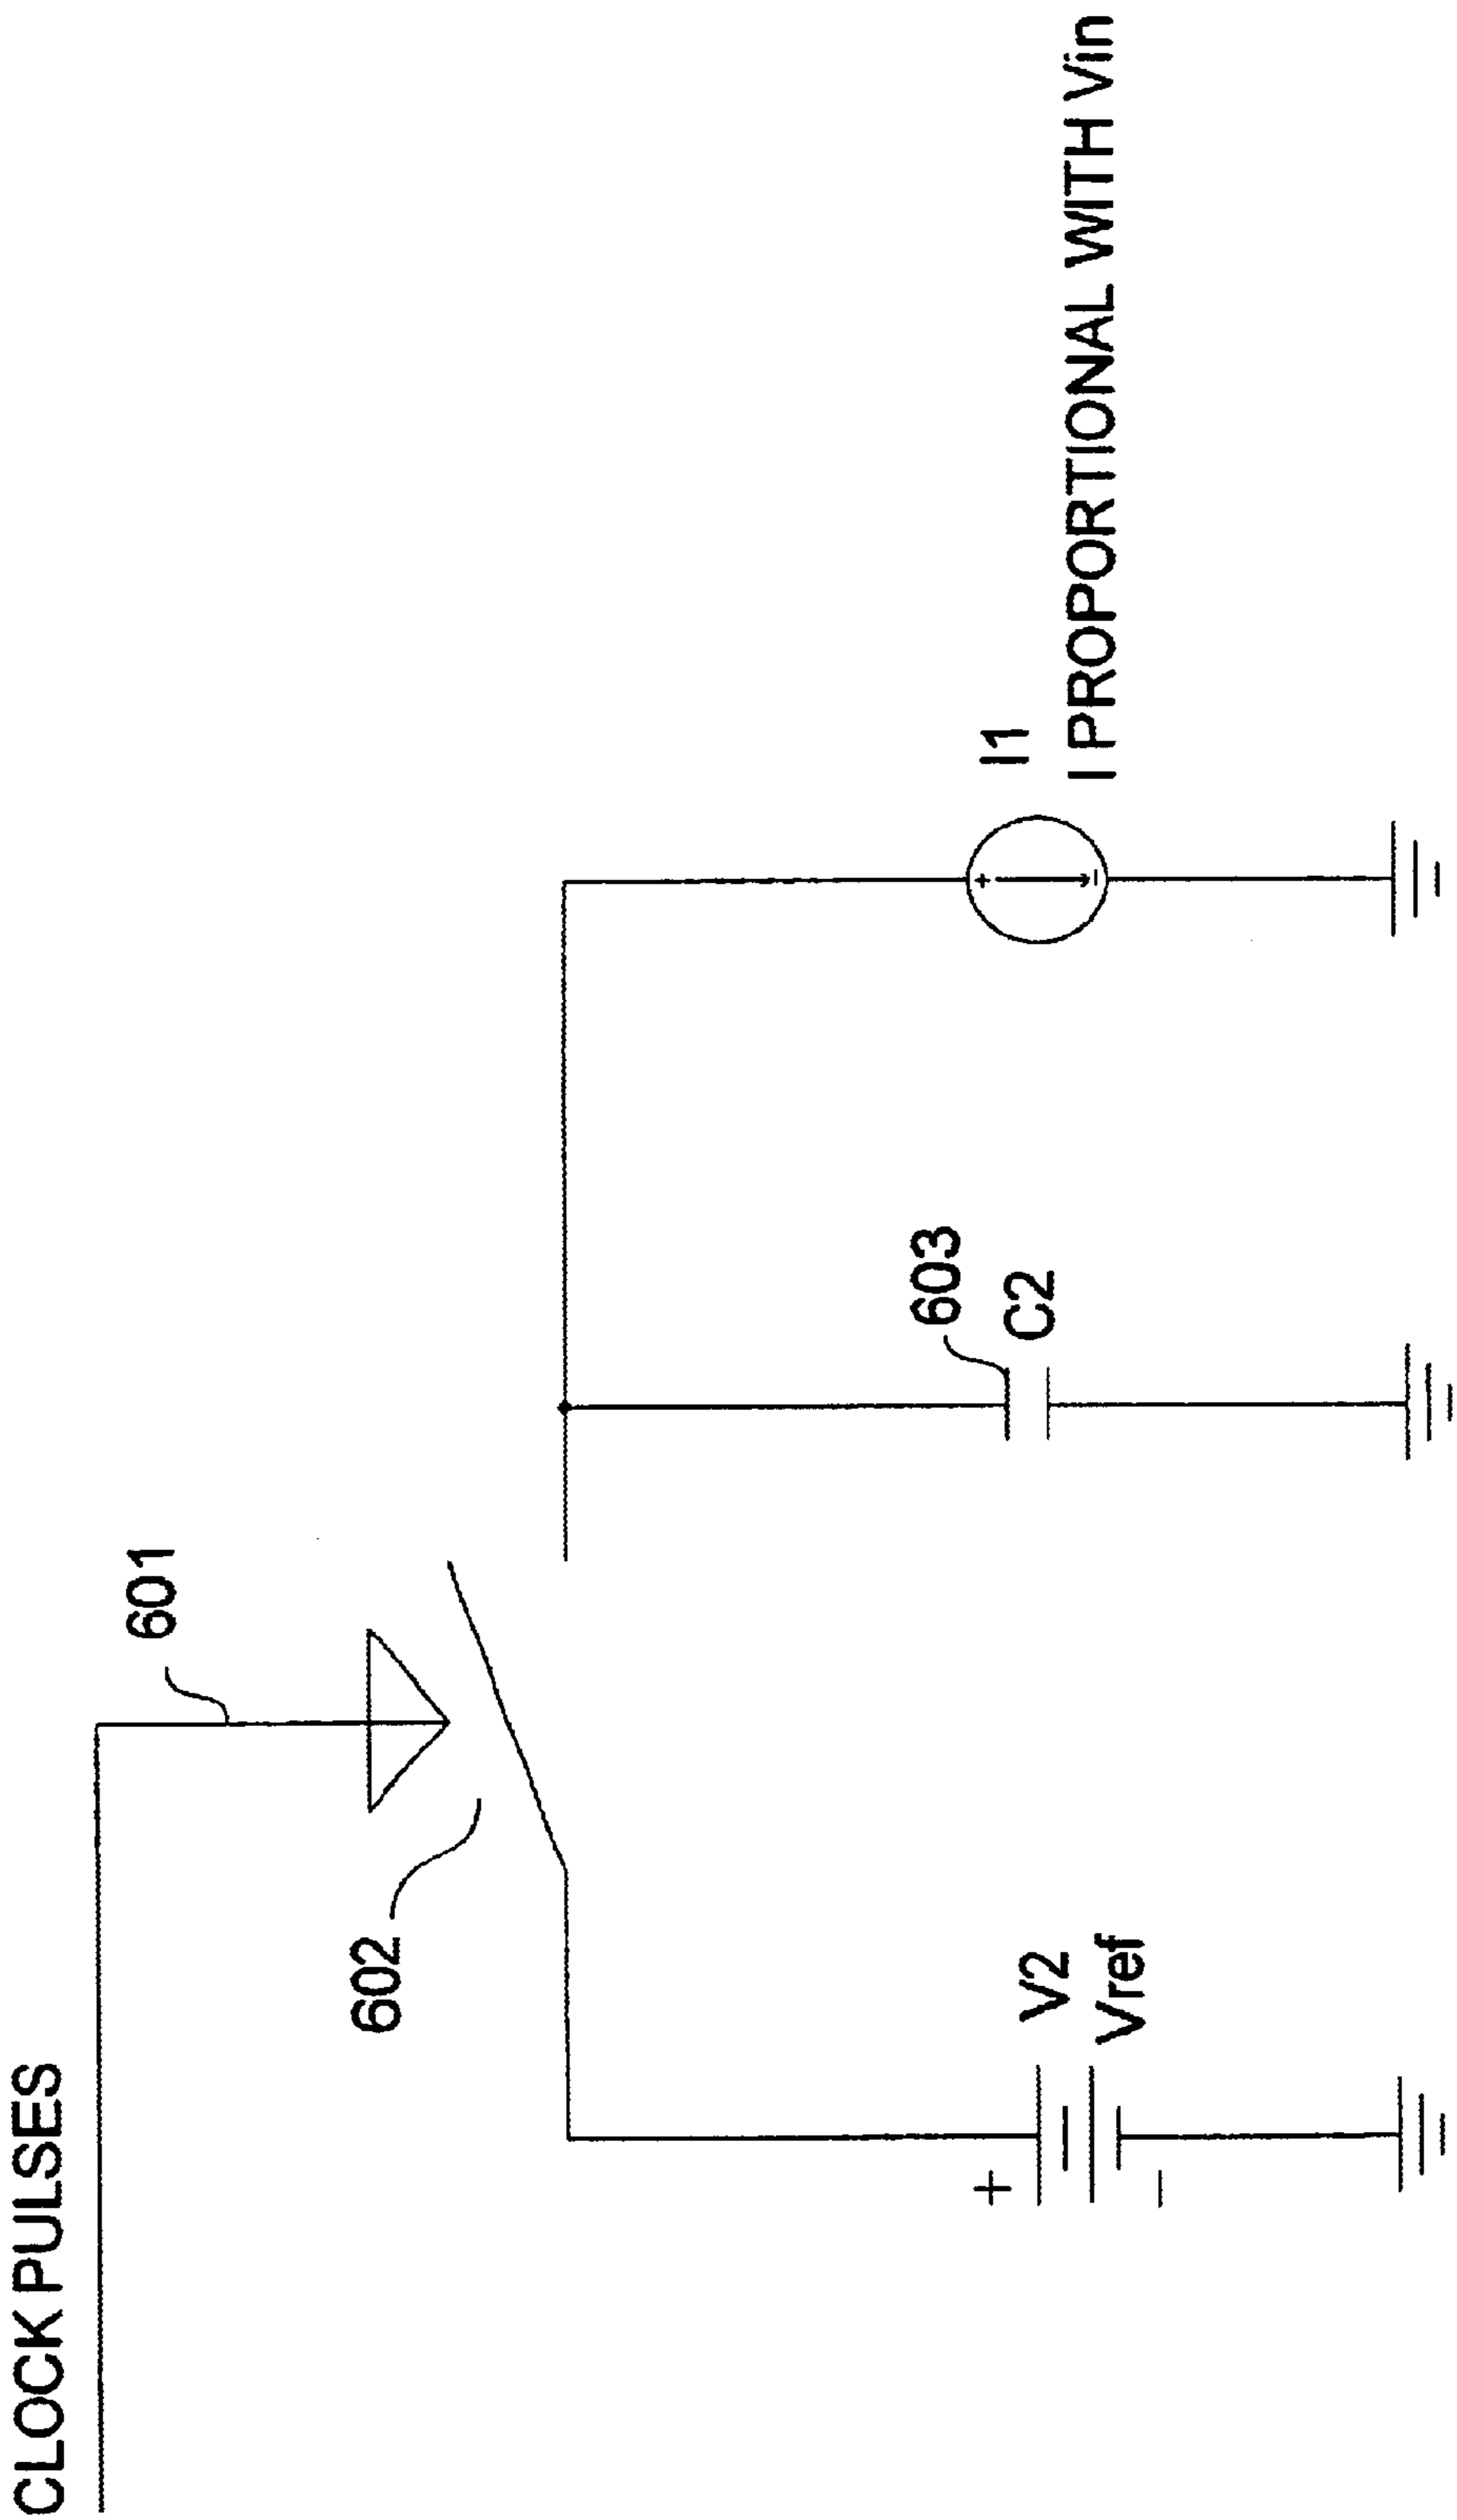 CLOCK PULSES
601
602
603
C2
I1
I PROPORTIONAL WITH Vin
+
-
V2
Vref
+
−